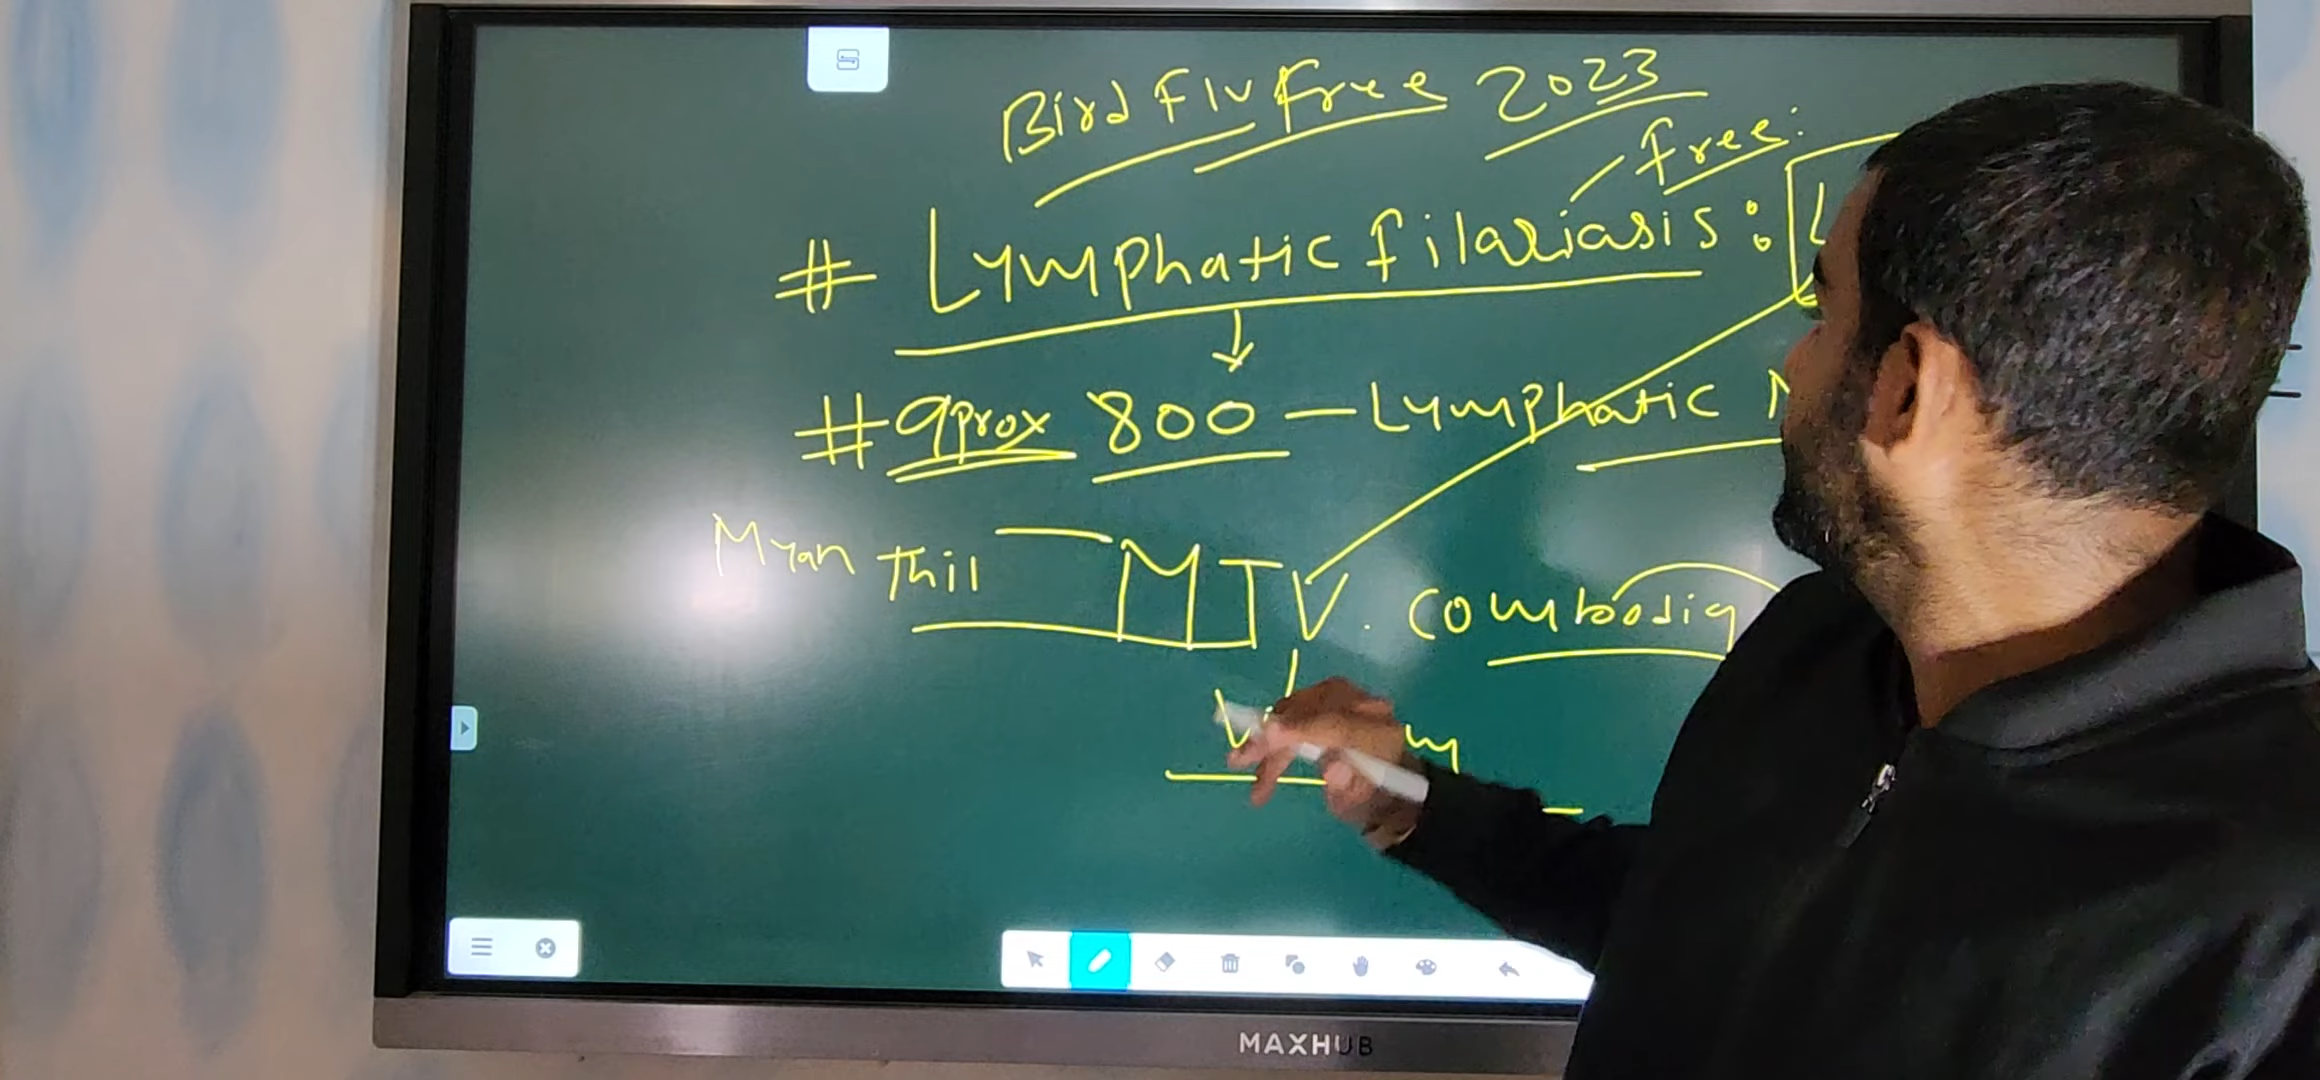 Bird Flu Free 2023
free:
# Lymphatic filariasis : L
# aprox 800 - Lymphatic N
Myan Thil MTV. combodia
MAXHUB